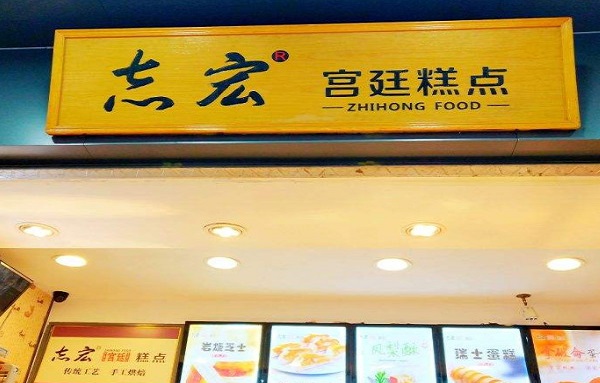 志宏® 宫廷糕点
ZHIHONG FOOD
志宏 宫廷 糕点
传统工艺 手工烘焙
岩烧芝士
凤梨酥
瑞士蛋糕